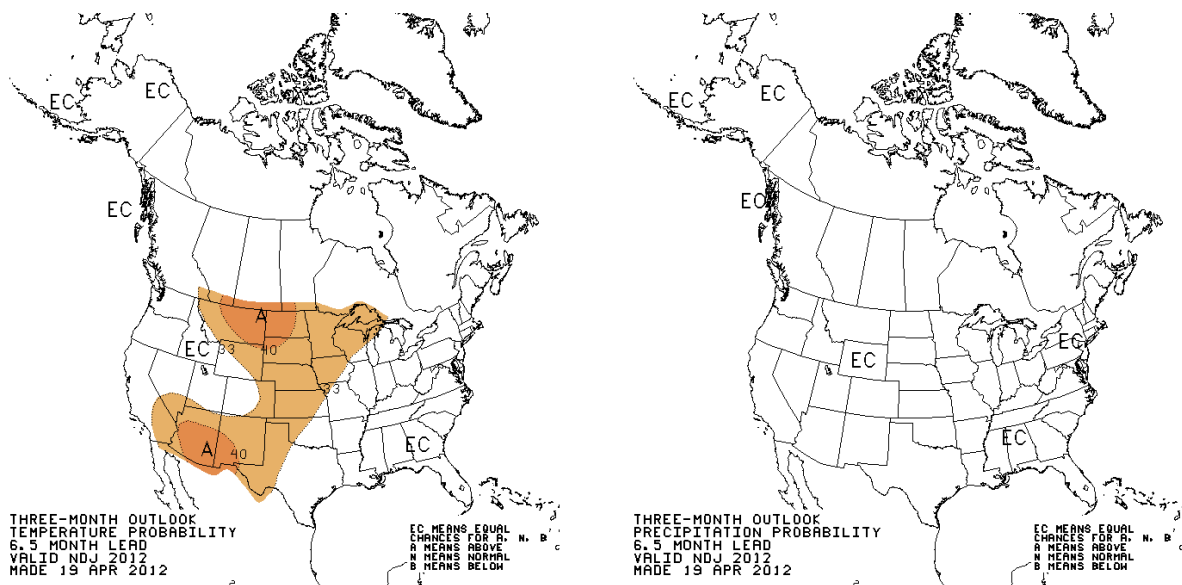 EC
EC
EC
A
EC
33
40
33
A
40
EC
THREE-MONTH OUTLOOK
TEMPERATURE PROBABILITY
6.5 MONTH LEAD
VALID NDJ 2012
MADE 19 APR 2012
EC MEANS EQUAL
CHANCES FOR A, N, B
A MEANS ABOVE
N MEANS NORMAL
B MEANS BELOW
EC
EC
EC
EC
EC
EC
THREE-MONTH OUTLOOK
PRECIPITATION PROBABILITY
6.5 MONTH LEAD
VALID NDJ 2012
MADE 19 APR 2012
EC MEANS EQUAL
CHANCES FOR A, N, B
A MEANS ABOVE
N MEANS NORMAL
B MEANS BELOW